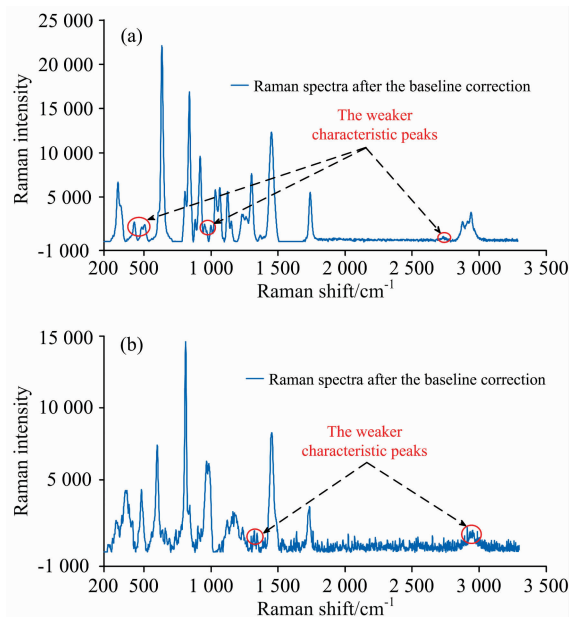 (a)
25 000
20 000
15 000
10 000
5 000
-1 000
Raman intensity
Raman spectra after the baseline correction
The weaker
characteristic peaks
200 500 1 000 1 500 2 000 2 500 3 000 3 500
Raman shift/cm⁻¹
(b)
15 000
5 000
-1 000
Raman intensity
Raman spectra after the baseline correction
The weaker
characteristic peaks
200 500 1 000 1 500 2 000 2 500 3 000 3 500
Raman shift/cm⁻¹